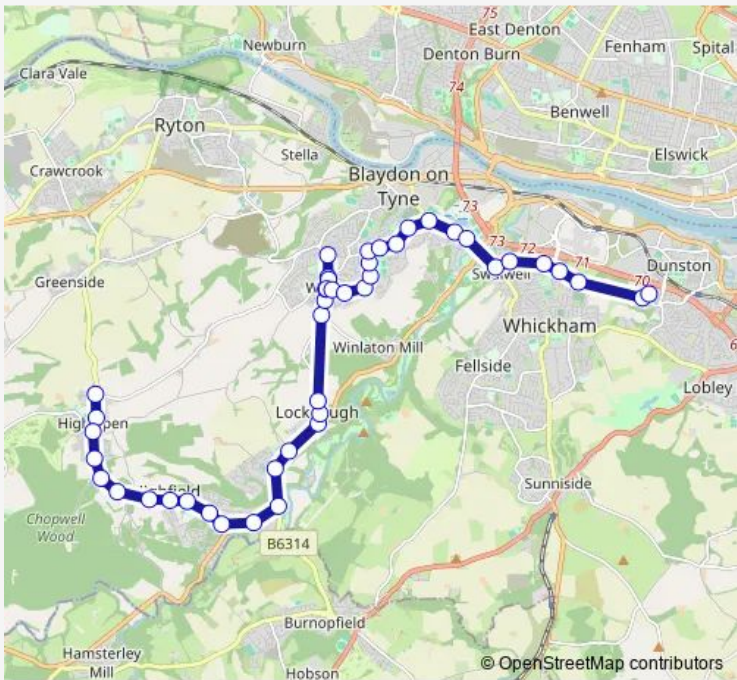 75
East Denton
Newburn
Denton Burn
Fenham
Spital
Clara Vale
74
Benwell
Ryton
Stella
Elswick
Crawcrook
Blaydon on
Tyne
73
73
72
71
Greenside
Dunston
70
Whickham
Winlaton Mill
Fellside
Lobley
Sunniside
Chopwell
Wood
B6314
Burnopfield
Hamsterley
Mill
Hobson
© OpenStreetMap contributors